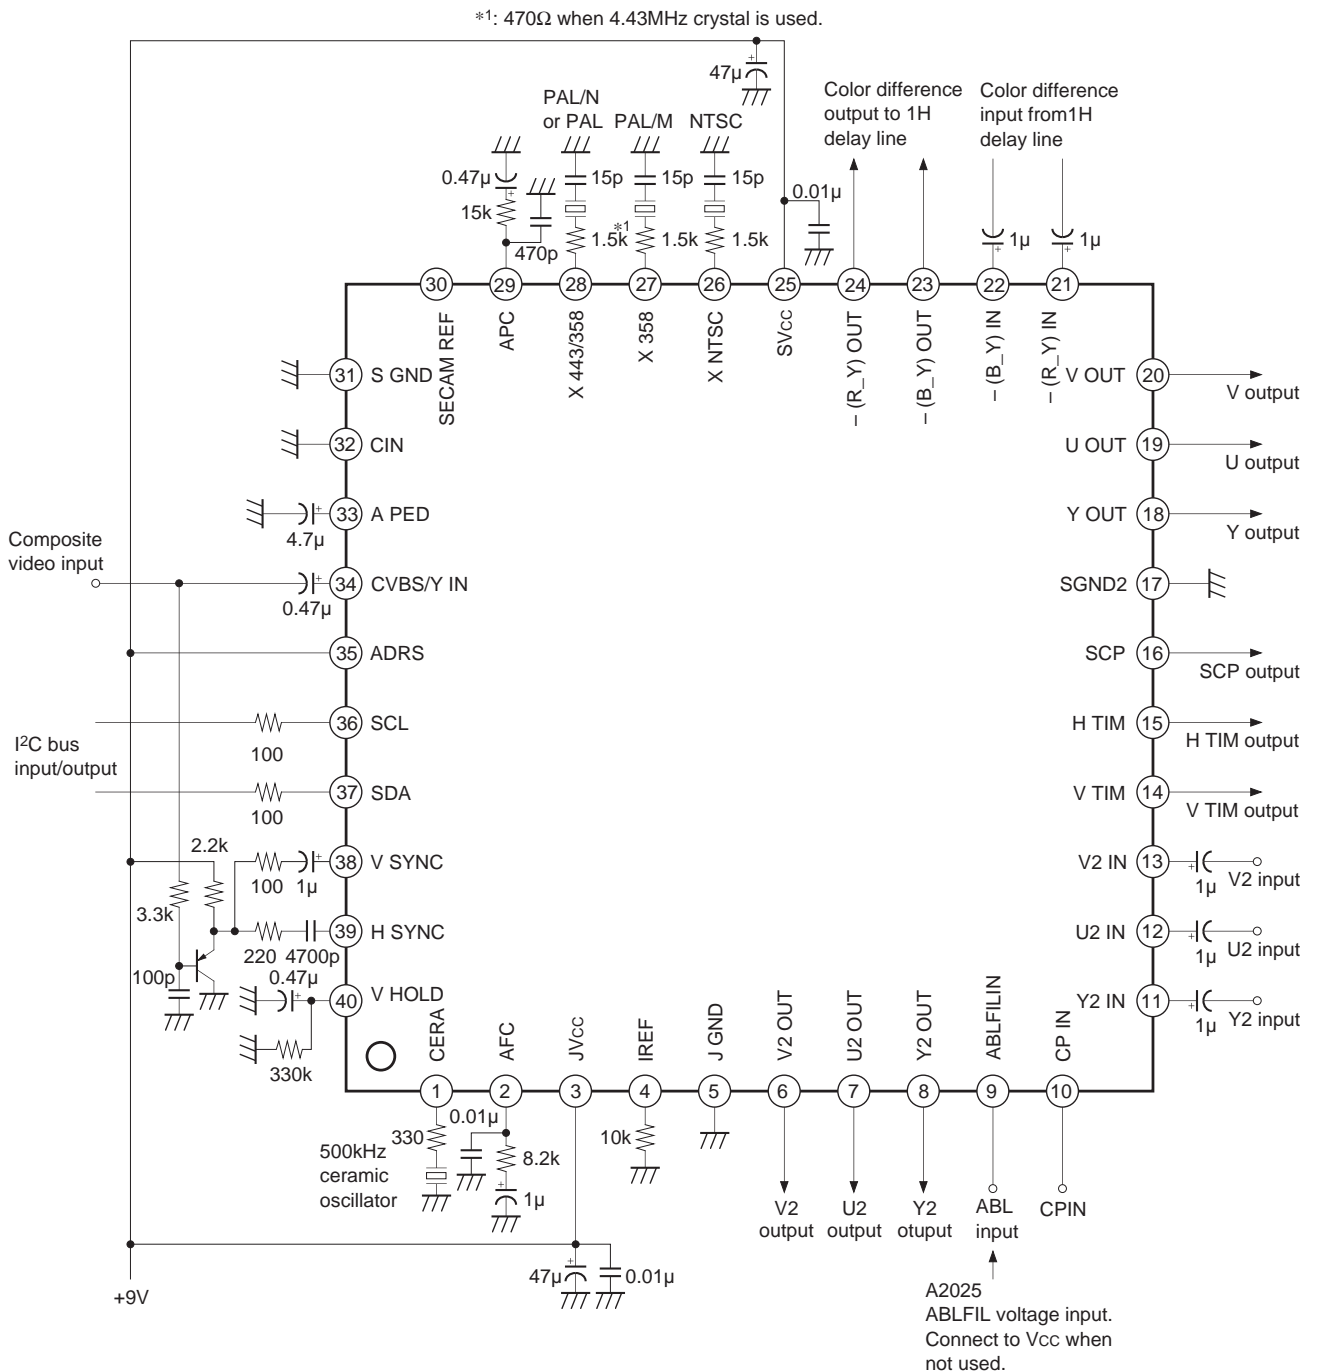 *1: 470Ω when 4.43MHz crystal is used.
47µ
Color difference
output to 1H
delay line
Color difference
input from1H
delay line
PAL/N
or PAL
PAL/M
NTSC
0.47µ
15k
470p
15p
15p
15p
1.5k
*1
1.5k
1.5k
0.01µ
1µ
1µ
30
29
28
27
26
25
24
23
22
21
SECAM REF
APC
X 443/358
X 358
X NTSC
SVCC
– (R_Y) OUT
– (B_Y) OUT
– (B_Y) IN
– (R_Y) IN
31
S GND
32
CIN
33
A PED
4.7µ
Composite
video input
34
CVBS/Y IN
0.47µ
35
ADRS
36
SCL
100
I2C bus
input/output
37
SDA
100
2.2k
38
V SYNC
100
1µ
3.3k
39
H SYNC
220
4700p
100p
0.47µ
40
V HOLD
330k
V OUT
20
V output
U OUT
19
U output
Y OUT
18
Y output
SGND2
17
SCP
16
SCP output
H TIM
15
H TIM output
V TIM
14
V TIM output
V2 IN
13
1µ
V2 input
U2 IN
12
1µ
U2 input
Y2 IN
11
1µ
Y2 input
CERA
AFC
JVCC
IREF
J GND
V2 OUT
U2 OUT
Y2 OUT
ABLFILIN
CP IN
1
2
3
4
5
6
7
8
9
10
330
0.01µ
8.2k
1µ
10k
500kHz
ceramic
oscillator
V2
output
U2
output
Y2
otuput
ABL
input
CPIN
47µ
0.01µ
+9V
A2025
ABLFIL voltage input.
Connect to VCC when
not used.